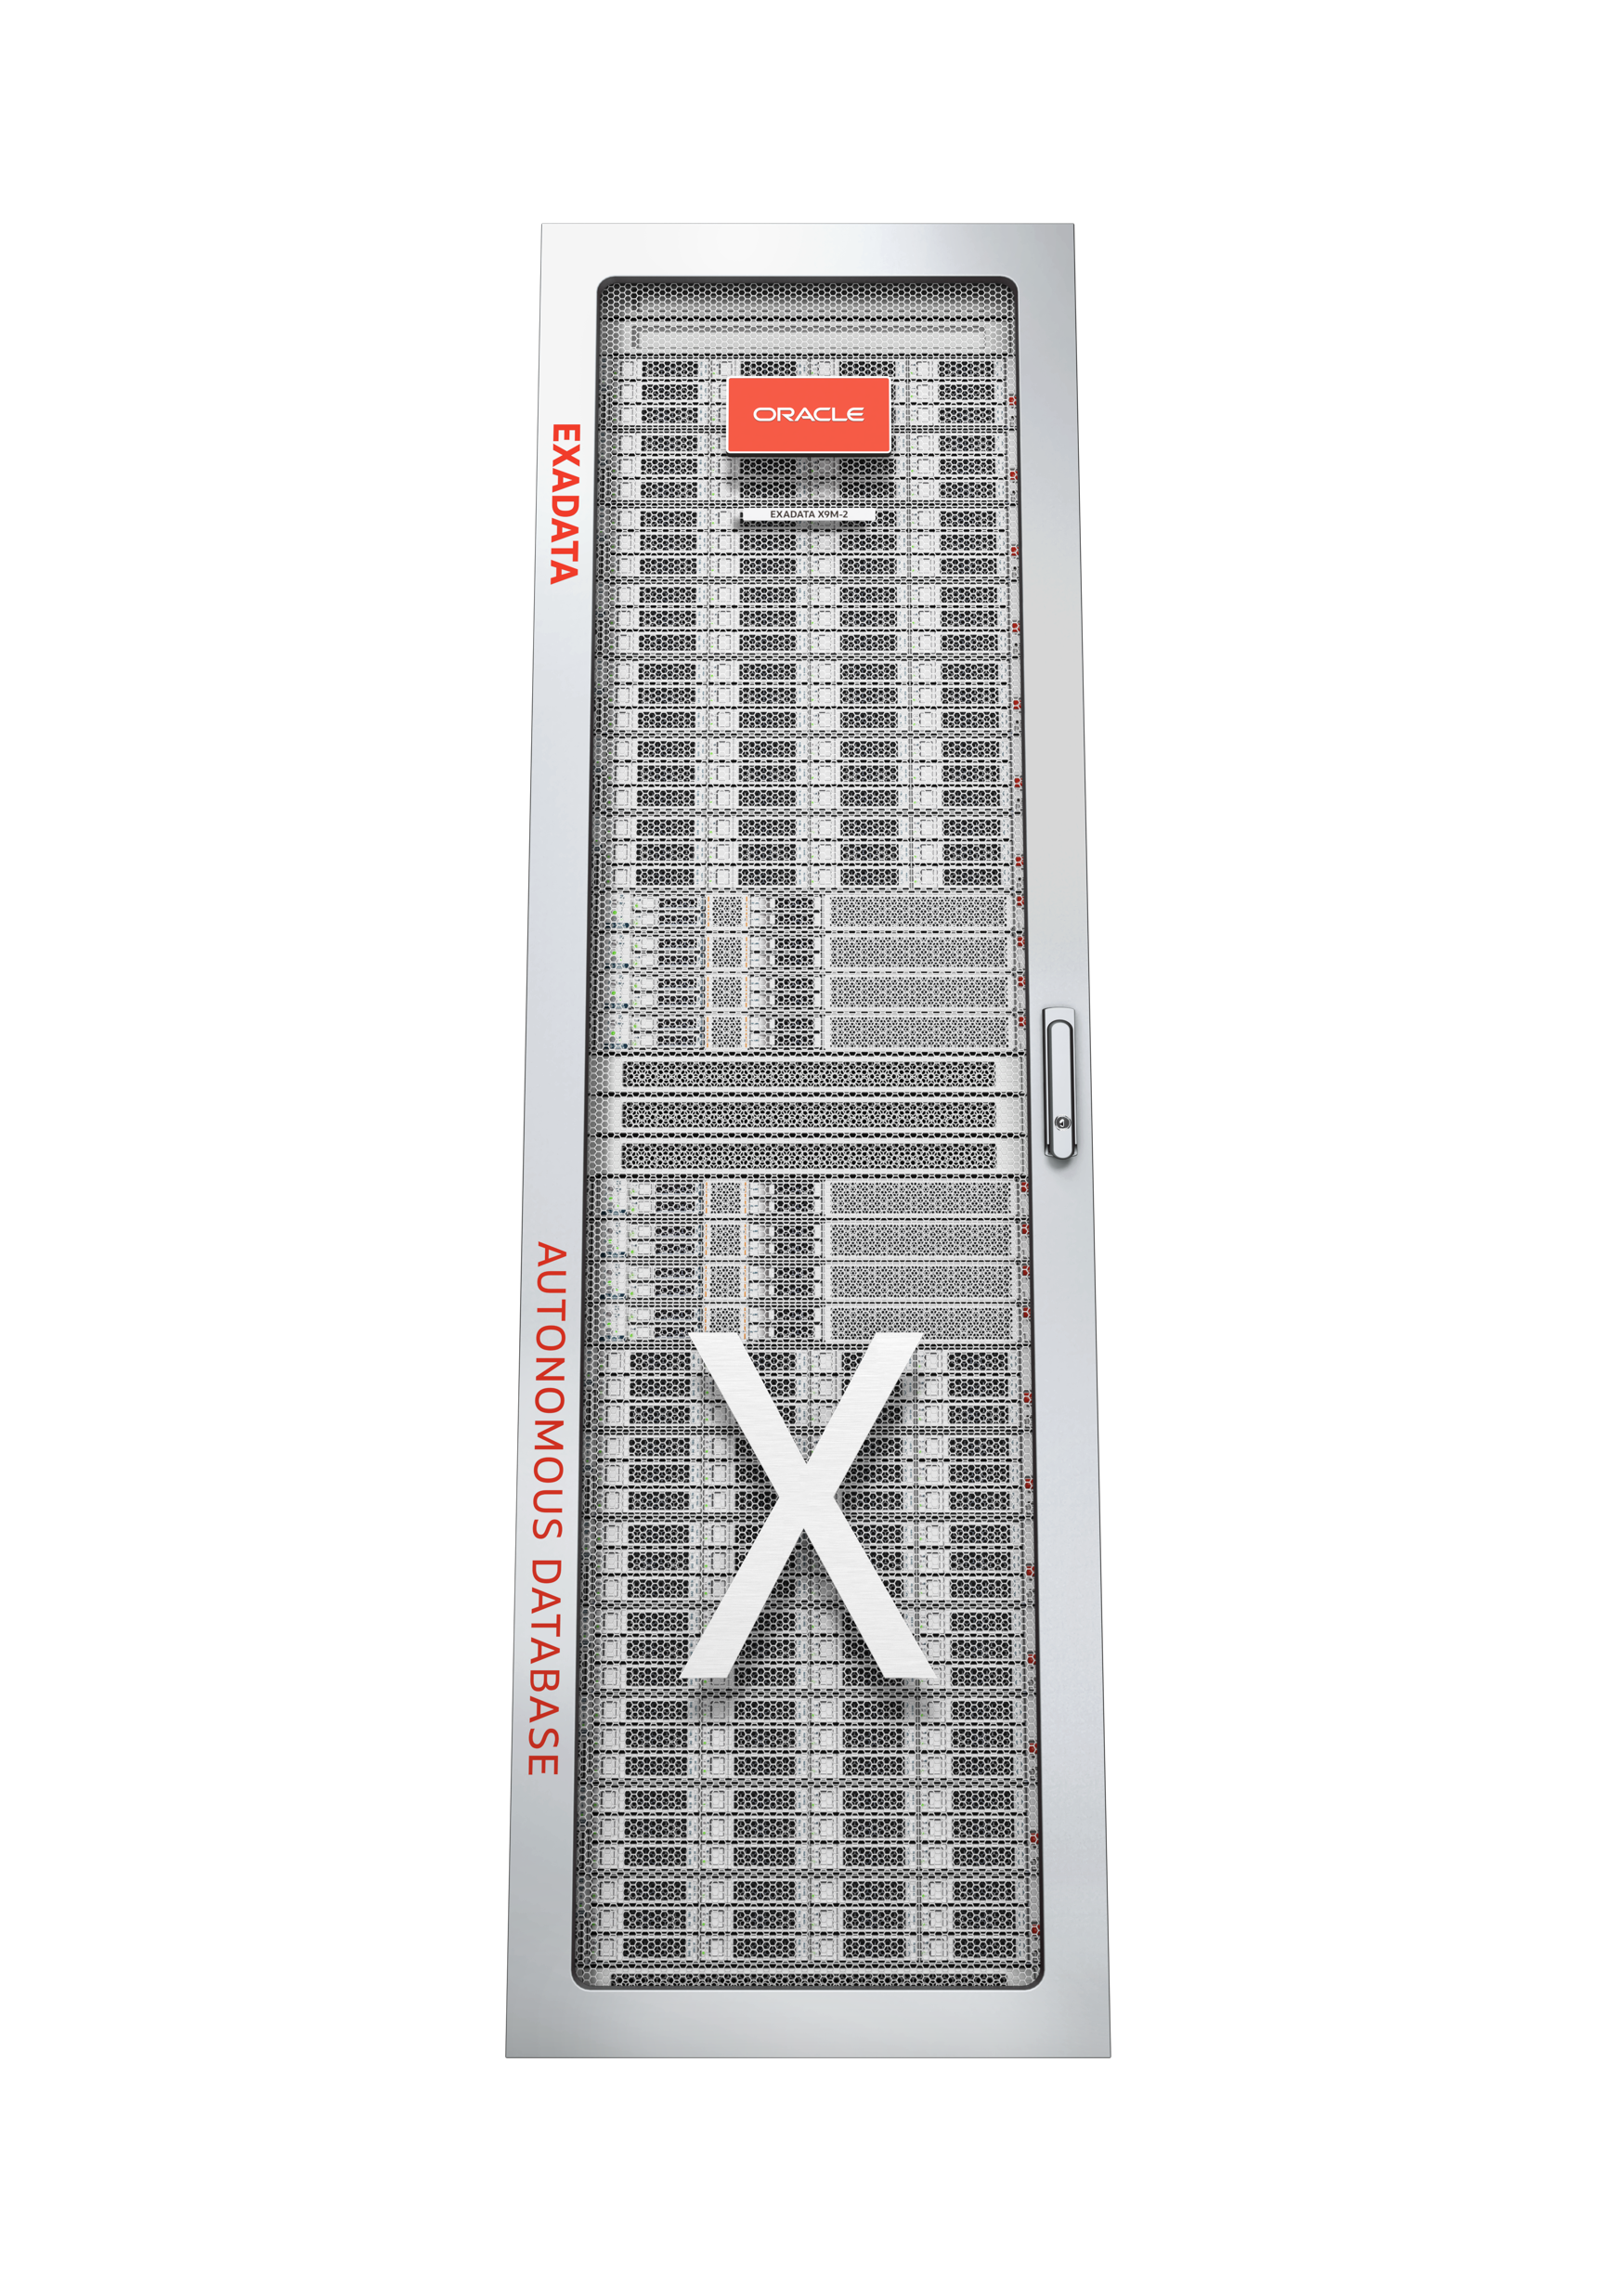 ORACLE
EXADATA X9M-2
EXADATA
AUTONOMOUS DATABASE
X